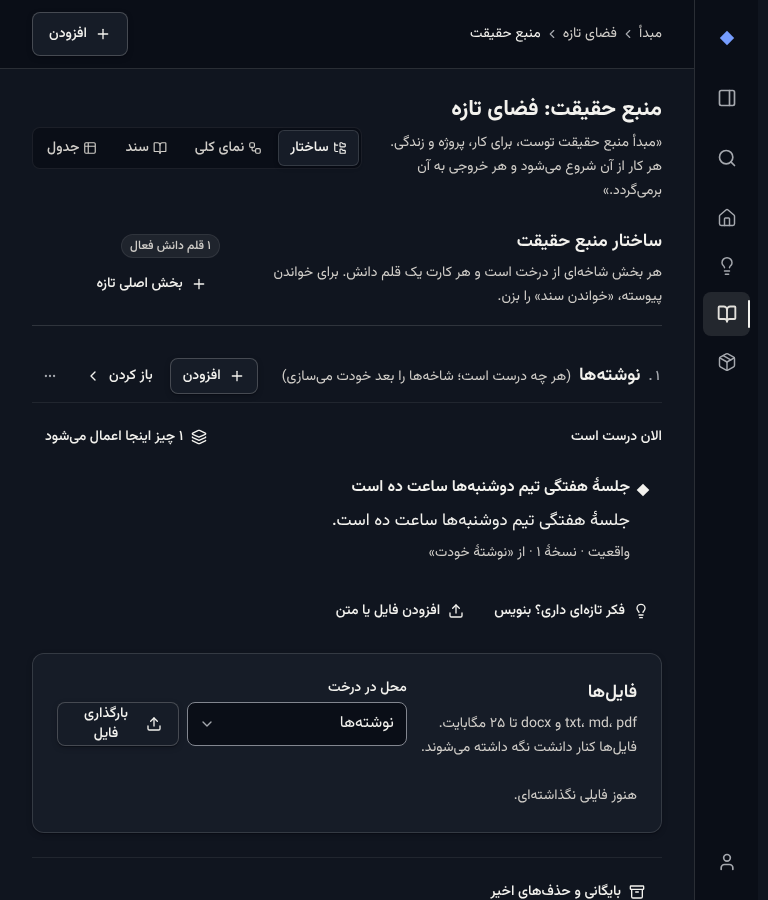 مبدأ › فضای تازه › منبع حقیقت
افزودن
منبع حقیقت: فضای تازه
«مبدأ منبع حقیقت توست، برای کار، پروژه و زندگی.
هر کار از آن شروع می‌شود و هر خروجی به آن
برمی‌گردد.»
ساختار
نمای کلی
سند
جدول
ساختار منبع حقیقت
هر بخش شاخه‌ای از درخت است و هر کارت یک قلم دانش. برای خواندن
پیوسته، «خواندن سند» را بزن.
۱ قلم دانش فعال
بخش اصلی تازه
۱. نوشته‌ها (هر چه درست است؛ شاخه‌ها را بعد خودت می‌سازی)
افزودن
باز کردن
الان درست است
۱ چیز اینجا اعمال می‌شود
جلسهٔ هفتگی تیم دوشنبه‌ها ساعت ده است
جلسهٔ هفتگی تیم دوشنبه‌ها ساعت ده است.
واقعیت · نسخهٔ ۱ · از «نوشتهٔ خودت»
فکر تازه‌ای داری؟ بنویس
افزودن فایل یا متن
فایل‌ها
txt، md، pdf و docx تا ۲۵ مگابایت.
فایل‌ها کنار دانشت نگه داشته می‌شوند.
محل در درخت
نوشته‌ها
بارگذاری
فایل
هنوز فایلی نگذاشته‌ای.
بایگانی و حذف‌های اخیر